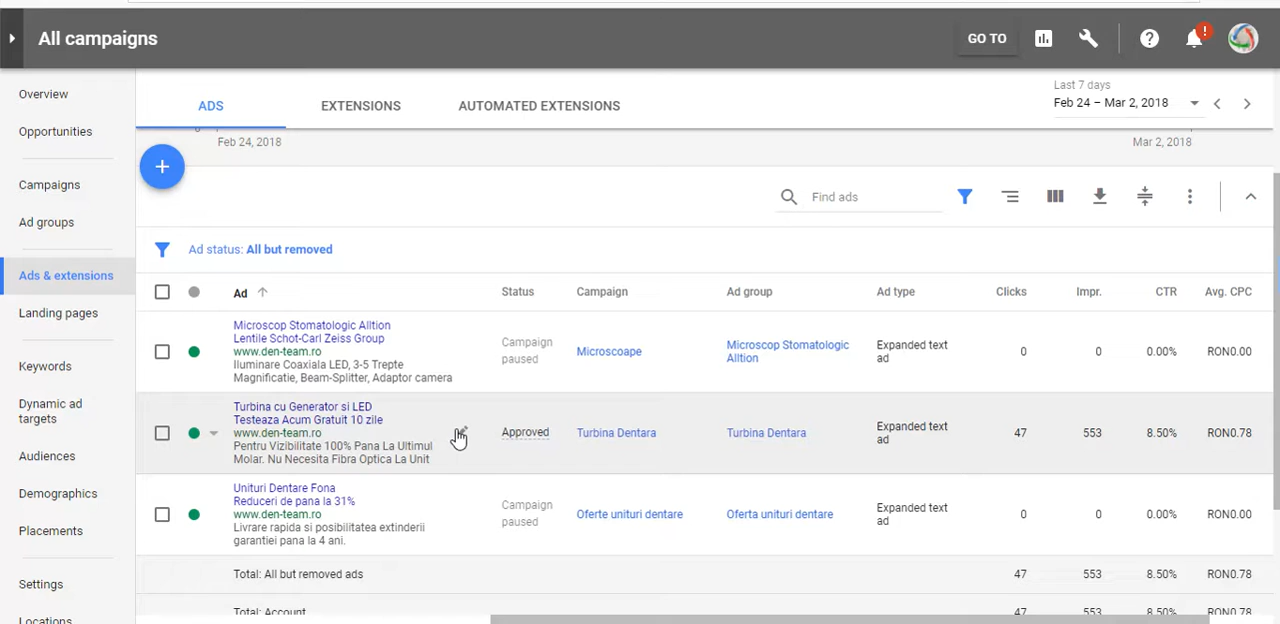 All campaigns
GO TO
!
Overview
Opportunities
Campaigns
Ad groups
Ads & extensions
Landing pages
Keywords
Dynamic ad
targets
Audiences
Demographics
Placements
Settings
Locations
ADS EXTENSIONS AUTOMATED EXTENSIONS
Last 7 days
Feb 24 – Mar 2, 2018
Feb 24, 2018 Mar 2, 2018
Find ads
Ad status: All but removed
Ad Status Campaign Ad group Ad type Clicks Impr. CTR Avg. CPC
Microscop Stomatologic Alltion
Lentile Schot-Carl Zeiss Group
www.den-team.ro
Iluminare Coaxiala LED, 3-5 Trepte
Magnificatie, Beam-Splitter, Adaptor camera
Campaign
paused
Microscoape
Microscop Stomatologic
Alltion
Expanded text
ad
0 0 0.00% RON0.00
Turbina cu Generator si LED
Testeaza Acum Gratuit 10 zile
www.den-team.ro
Pentru Vizibilitate 100% Pana La Ultimul
Molar. Nu Necesita Fibra Optica La Unit
Approved
Turbina Dentara
Turbina Dentara
Expanded text
ad
47 553 8.50% RON0.78
Unituri Dentare Fona
Reduceri de pana la 31%
www.den-team.ro
Livrare rapida si posibilitatea extinderii
garantiei pana la 4 ani.
Campaign
paused
Oferte unituri dentare
Oferta unituri dentare
Expanded text
ad
0 0 0.00% RON0.00
Total: All but removed ads 47 553 8.50% RON0.78
Total: Account 47 553 8.50% RON0.78